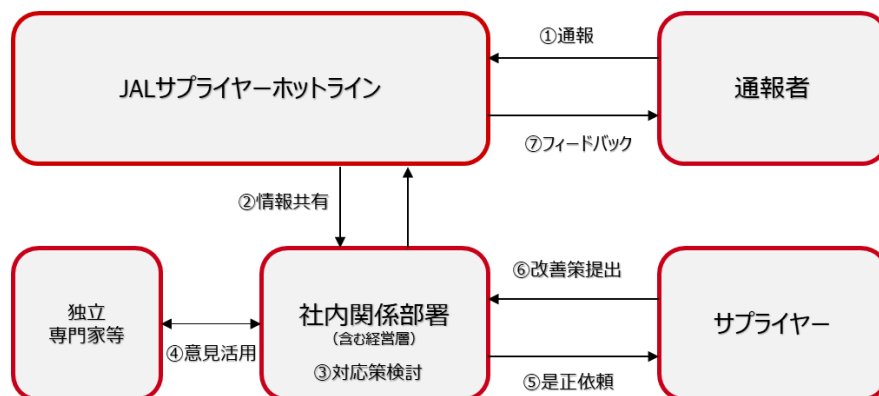 ①通報
JALサプライヤーホットライン
通報者
⑦フィードバック
②情報共有
⑥改善策提出
独立
専門家等
社内関係部署
(含む経営層)
サプライヤー
④意見活用
③対応策検討
⑤是正依頼